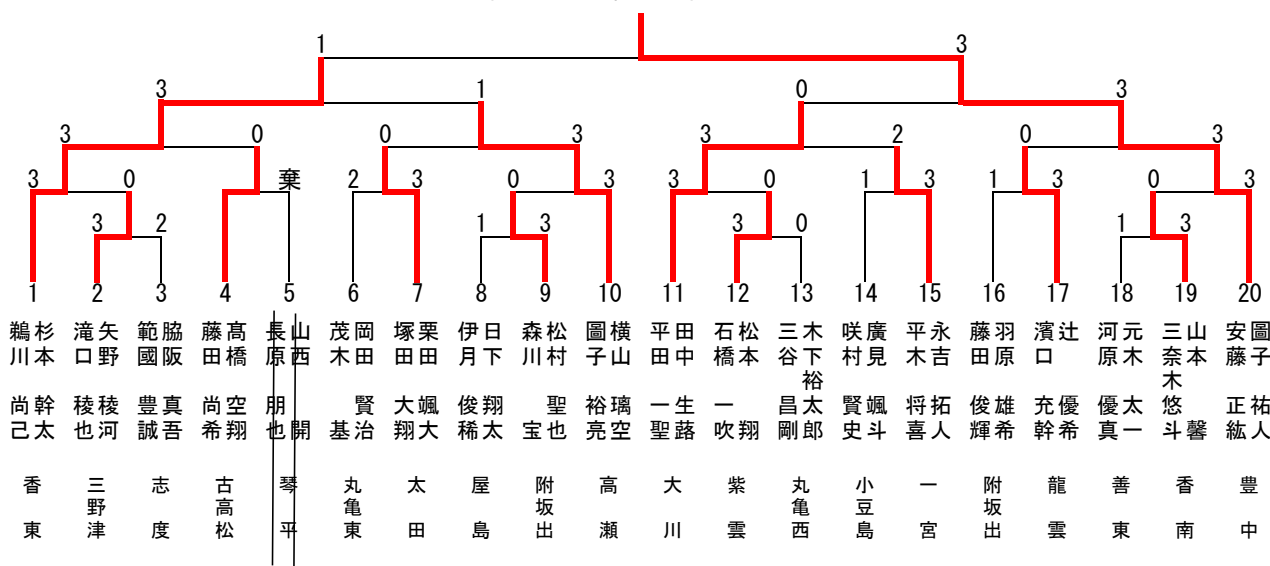 1 3
3 1 0 3
3 0 0 3 3 2 0 3
3 0 棄 2 3 0 3 3 0 1 3 1 3 0 3
3 2 1 3 3 0 1 3
1 2 3 4 5 6 7 8 9 10 11 12 13 14 15 16 17 18 19 20
鵜川 尚己 杉本 幹太 香東
滝口 稜也 矢野 稜河 三野津
範國 豊誠 脇阪 真吾 志度
藤田 尚希 髙橋 空翔 古高松
長原 朋也 山西 開 琴平
茂木 基 岡田 賢治 丸亀東
塚田 大翔 栗田 颯大 太田
伊月 俊稀 日下 翔太 屋島
森川 宝 松村 聖也 附坂出
圖子 裕亮 横山 璃空 高瀬
平田 一聖 田中 生蕗 大川
石橋 一吹 松本 翔 紫雲
三谷 昌剛 木下裕太郎 丸亀西
咲村 賢史 廣見 颯斗 小豆島
平木 将喜 永吉 拓人 一宮
藤田 俊輝 羽原 雄希 附坂出
濱口 充幹 辻 優希 龍雲
河原 優真 元木 太一 善東
三奈木悠斗 山本 馨 香南
安藤 正紘 圖子 祐人 豊中